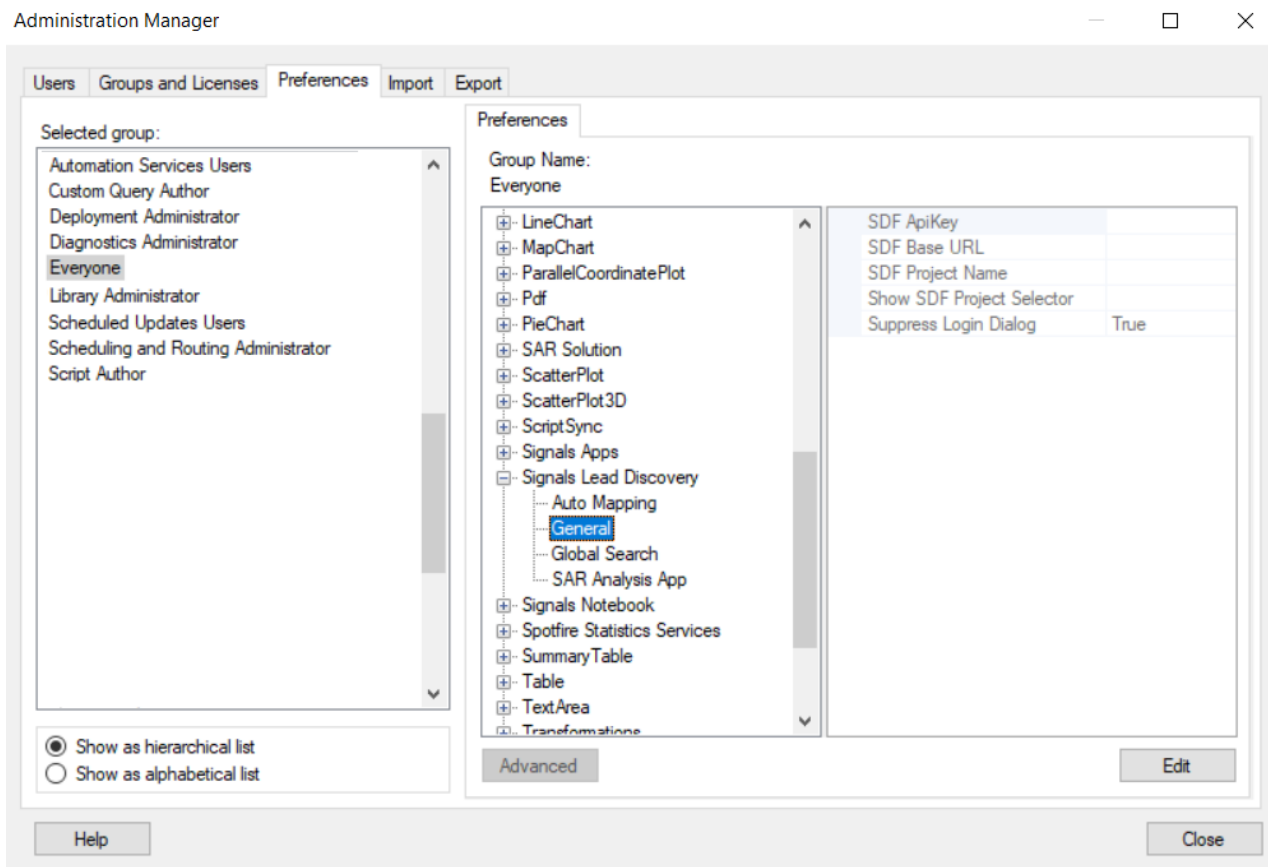 Administration Manager
Users Groups and Licenses Preferences Import Export
Selected group:
Automation Services Users
Custom Query Author
Deployment Administrator
Diagnostics Administrator
Everyone
Library Administrator
Scheduled Updates Users
Scheduling and Routing Administrator
Script Author
Show as hierarchical list
Show as alphabetical list
Preferences
Group Name:
Everyone
LineChart
MapChart
ParallelCoordinatePlot
Pdf
PieChart
SAR Solution
ScatterPlot
ScatterPlot3D
ScriptSync
Signals Apps
Signals Lead Discovery
Auto Mapping
General
Global Search
SAR Analysis App
Signals Notebook
Spotfire Statistics Services
SummaryTable
Table
TextArea
Transformations
SDF ApiKey
SDF Base URL
SDF Project Name
Show SDF Project Selector
Suppress Login Dialog True
Advanced
Edit
Help
Close